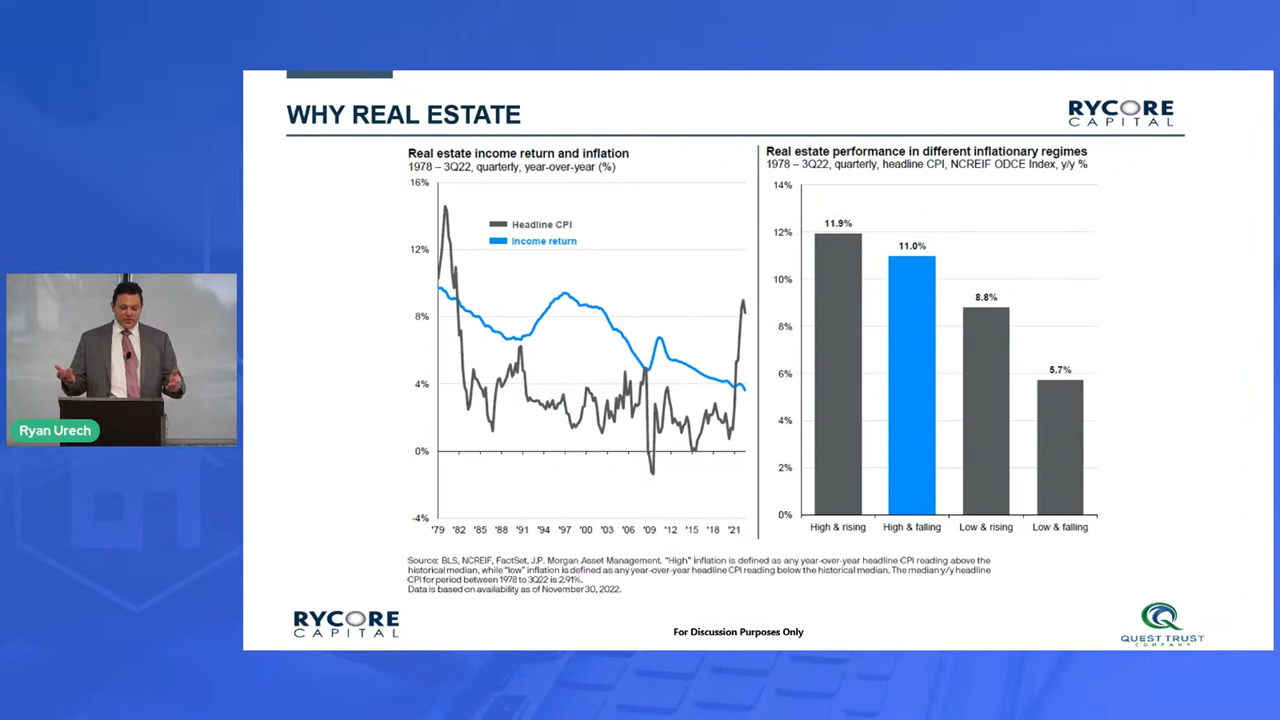 WHY REAL ESTATE
RYCORE
CAPITAL
Real estate income return and inflation
1978 – 3Q22, quarterly, year-over-year (%)
16%
12%
8%
4%
0%
-4%
Headline CPI
Income return
'79 '82 '85 '88 '91 '94 '97 '00 '03 '06 '09 '12 '15 '18 '21
Real estate performance in different inflationary regimes
1978 – 3Q22, quarterly, headline CPI, NCREIF ODCE Index, y/y %
14%
12%
10%
8%
6%
4%
2%
0%
11.9%
11.0%
8.8%
5.7%
High & rising High & falling Low & rising Low & falling
Ryan Urech
Source: BLS, NCREIF, FactSet, J.P. Morgan Asset Management, "High" inflation is defined as any year-over-year headline CPI reading above the
historical median, while "low" inflation is defined as any year-over-year headline CPI reading below the historical median. The median y/y headline
CPI for period between 1978 to 3Q22 is 2.91%.
Data is based on availability as of November 30, 2022.
RYCORE
CAPITAL
For Discussion Purposes Only
QUEST TRUST
COMPANY